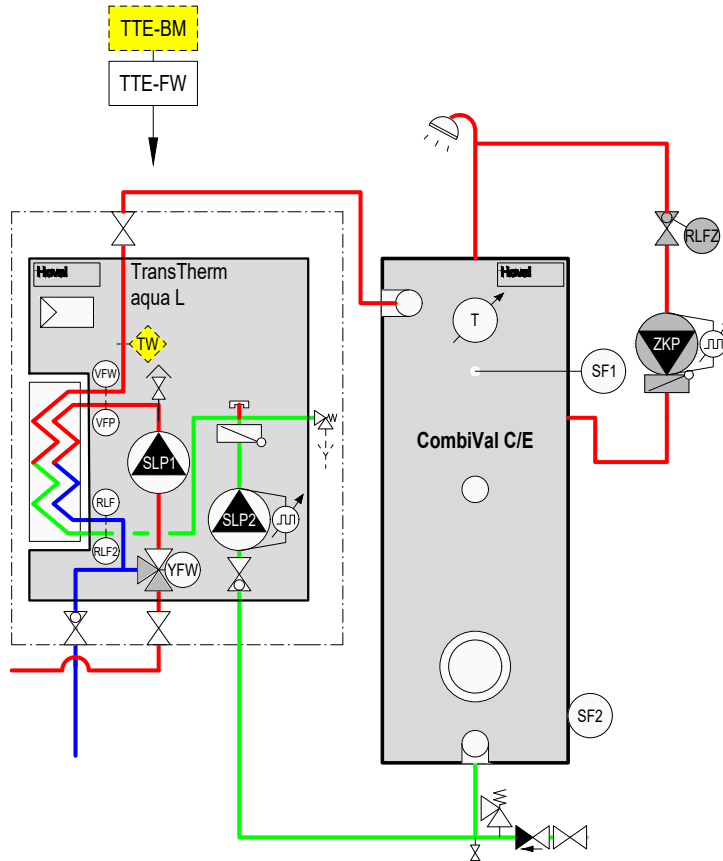 TTE-BM
TTE-FW
RLFZ
Hoval
TransTherm
aqua L
Hoval
TW
T
ZKP
VFW
SF1
VFP
CombiVal C/E
SLP1
RLF
SLP2
RLF2
YFW
SF2